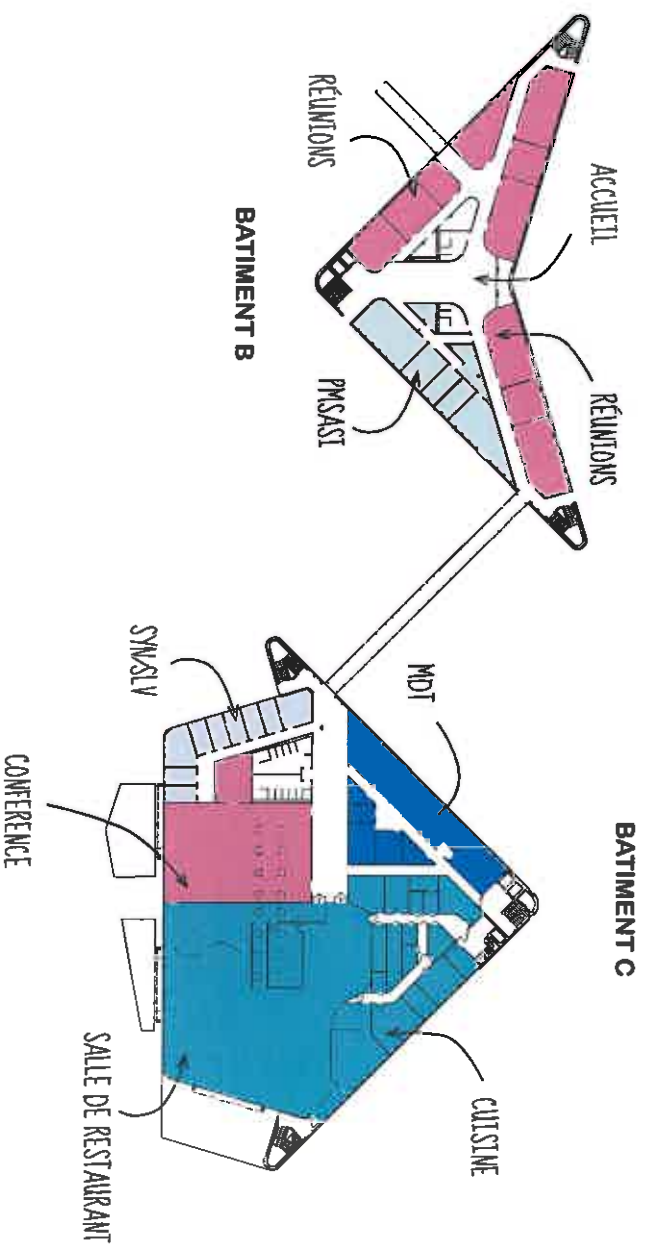 BATIMENT B
RÉUNIONS
ACCUEIL
RÉUNIONS
PMSASI
BATIMENT C
MDT
CUISINE
SYN/SLV
CONFERENCE
SALLE DE RESTAURANT